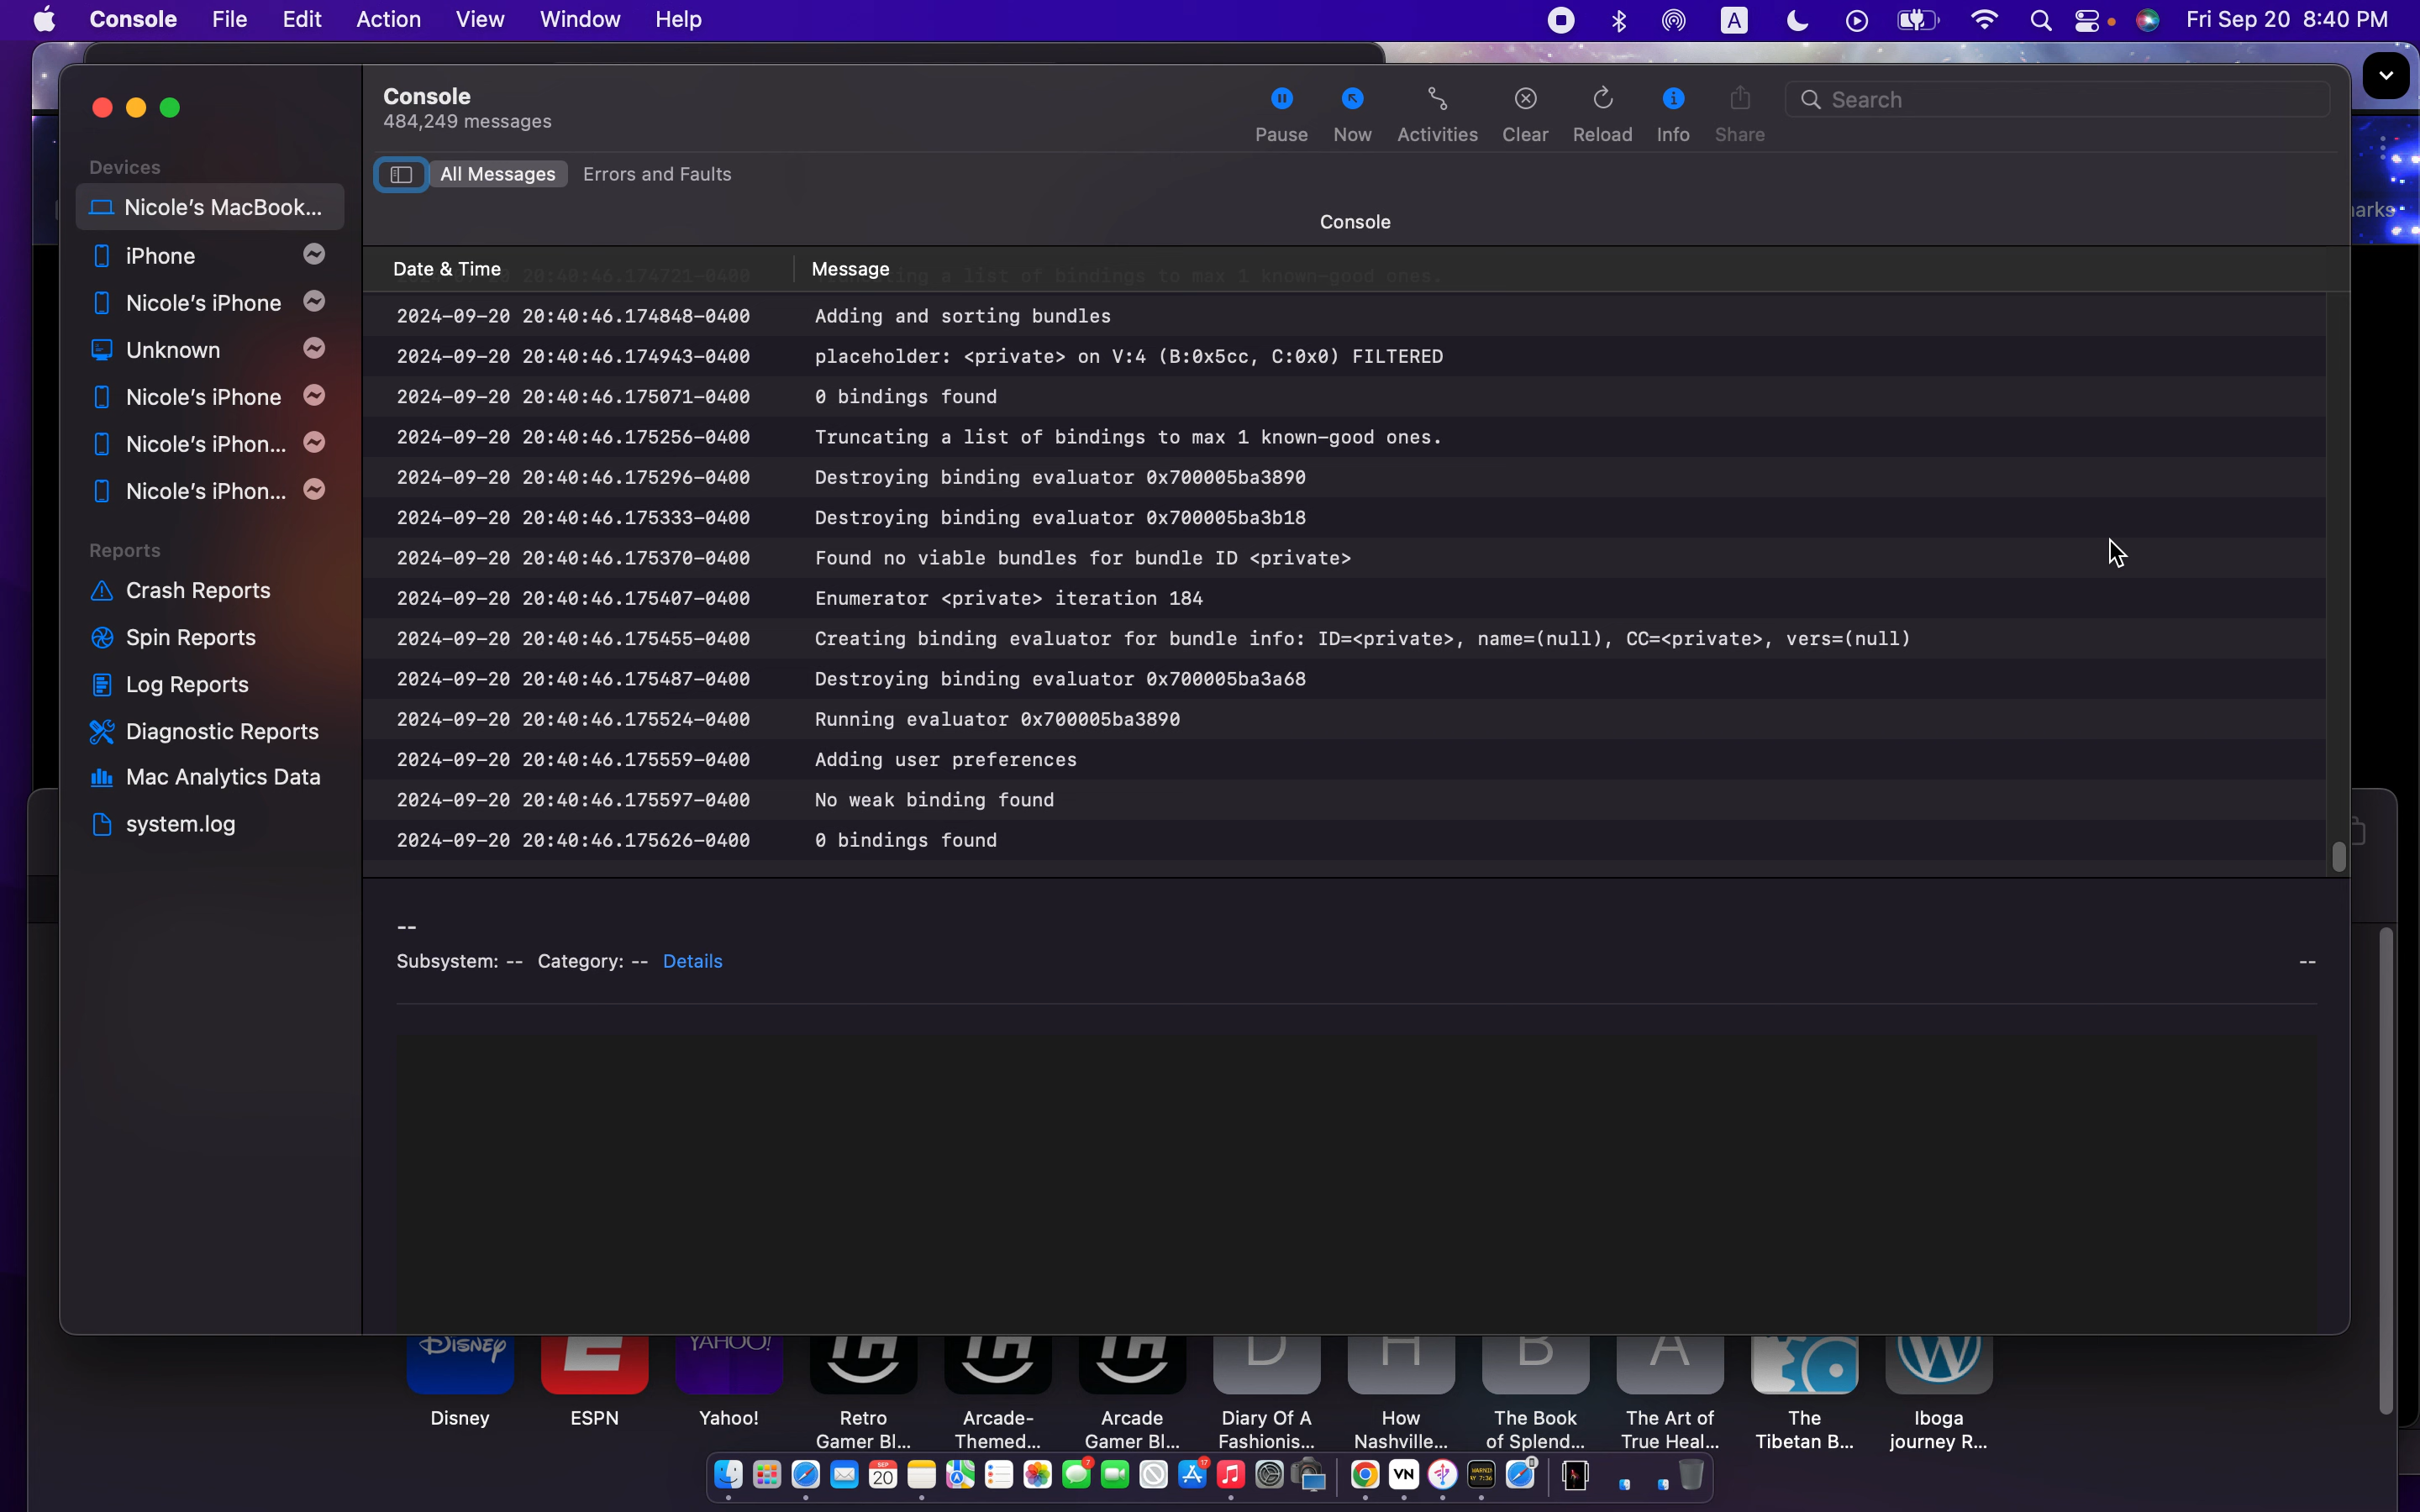 Console File Edit Action View Window Help
A
Fri Sep 20 8:40 PM
Console
484,249 messages
Pause Now Activities Clear Reload Info Share
Search
All Messages Errors and Faults
Console
Devices
Nicole's MacBook...
iPhone
Nicole's iPhone
Unknown
Nicole's iPhone
Nicole's iPhon...
Nicole's iPhon...
Reports
Crash Reports
Spin Reports
Log Reports
Diagnostic Reports
Mac Analytics Data
system.log
Date & Time Message
2024-09-20 20:40:46.174848-0400 Adding and sorting bundles
2024-09-20 20:40:46.174943-0400 placeholder: <private> on V:4 (B:0x5cc, C:0x0) FILTERED
2024-09-20 20:40:46.175071-0400 0 bindings found
2024-09-20 20:40:46.175256-0400 Truncating a list of bindings to max 1 known-good ones.
2024-09-20 20:40:46.175296-0400 Destroying binding evaluator 0x700005ba3890
2024-09-20 20:40:46.175333-0400 Destroying binding evaluator 0x700005ba3b18
2024-09-20 20:40:46.175370-0400 Found no viable bundles for bundle ID <private>
2024-09-20 20:40:46.175407-0400 Enumerator <private> iteration 184
2024-09-20 20:40:46.175455-0400 Creating binding evaluator for bundle info: ID=<private>, name=(null), CC=<private>, vers=(null)
2024-09-20 20:40:46.175487-0400 Destroying binding evaluator 0x700005ba3a68
2024-09-20 20:40:46.175524-0400 Running evaluator 0x700005ba3890
2024-09-20 20:40:46.175559-0400 Adding user preferences
2024-09-20 20:40:46.175597-0400 No weak binding found
2024-09-20 20:40:46.175626-0400 0 bindings found
--
Subsystem: -- Category: -- Details --
arks
DISNEY YAHOO! D H B A
Disney ESPN Yahoo! Retro Arcade- Arcade Diary Of A How The Book The Art of The Iboga
Gamer Bl... Themed... Gamer Bl... Fashionis... Nashville... of Splend... True Heal... Tibetan B... journey R...
SEP
20
7
17
VN